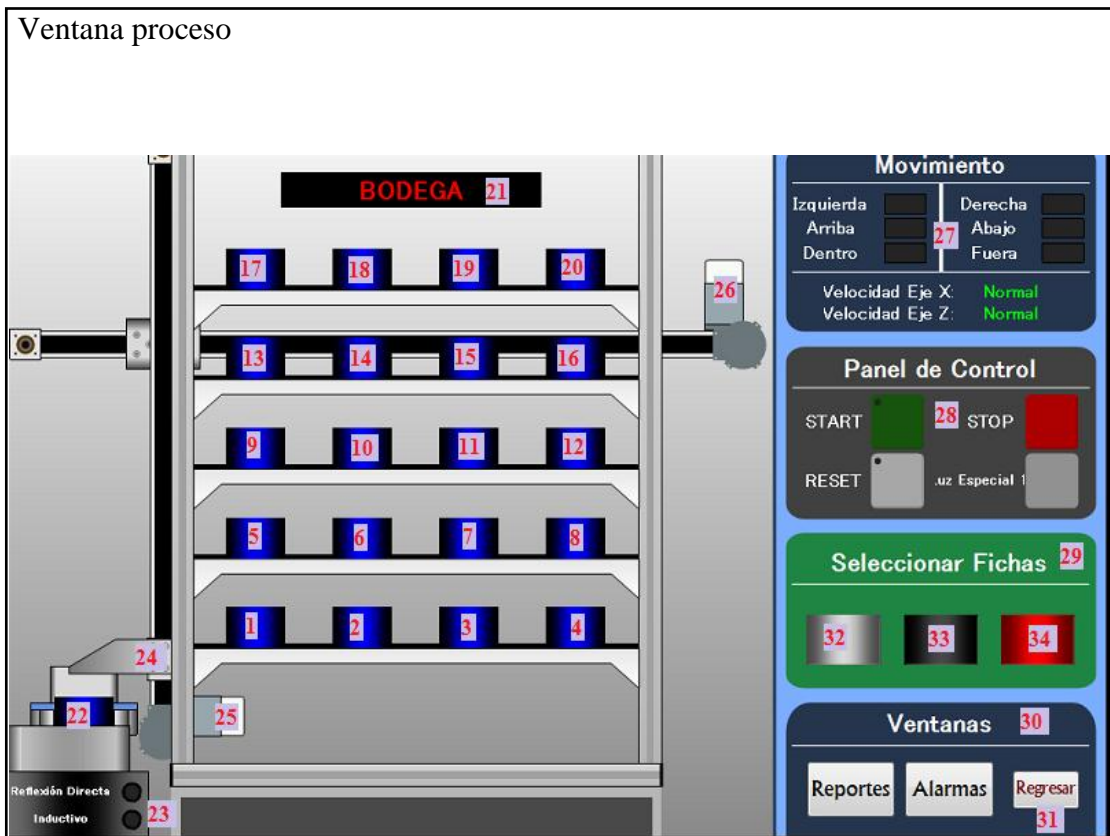 Ventana proceso
BODEGA 21
17 18 19 20
26
13 14 15 16
9 10 11 12
5 6 7 8
1 2 3 4
24
22
25
Reflexión Directa
Inductivo
23
Movimiento
Izquierda Derecha
Arriba 27 Abajo
Dentro Fuera
Velocidad Eje X: Normal
Velocidad Eje Z: Normal
Panel de Control
START 28 STOP
RESET .uz Especial 1
Seleccionar Fichas 29
32 33 34
Ventanas 30
Reportes Alarmas Regresar
31